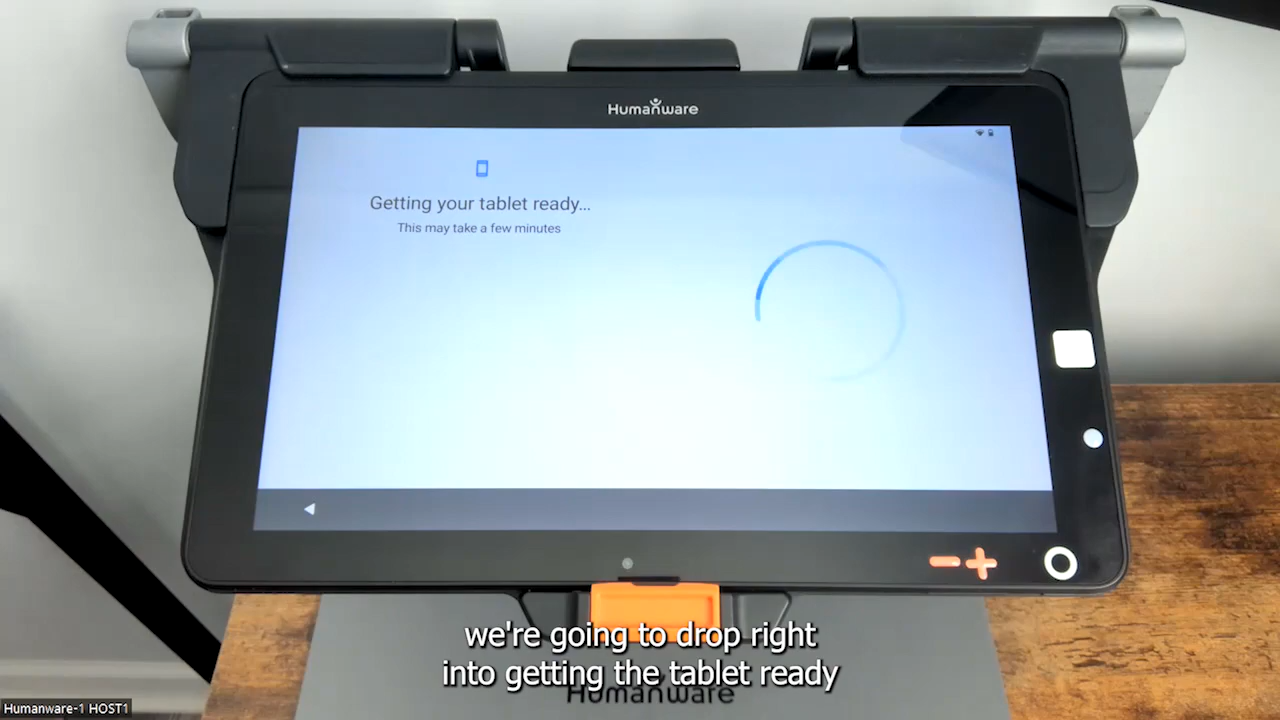 Humanware
Getting your tablet ready...
This may take a few minutes
we're going to drop right
into getting the tablet ready
Humanware
Humanware-1 HOST1